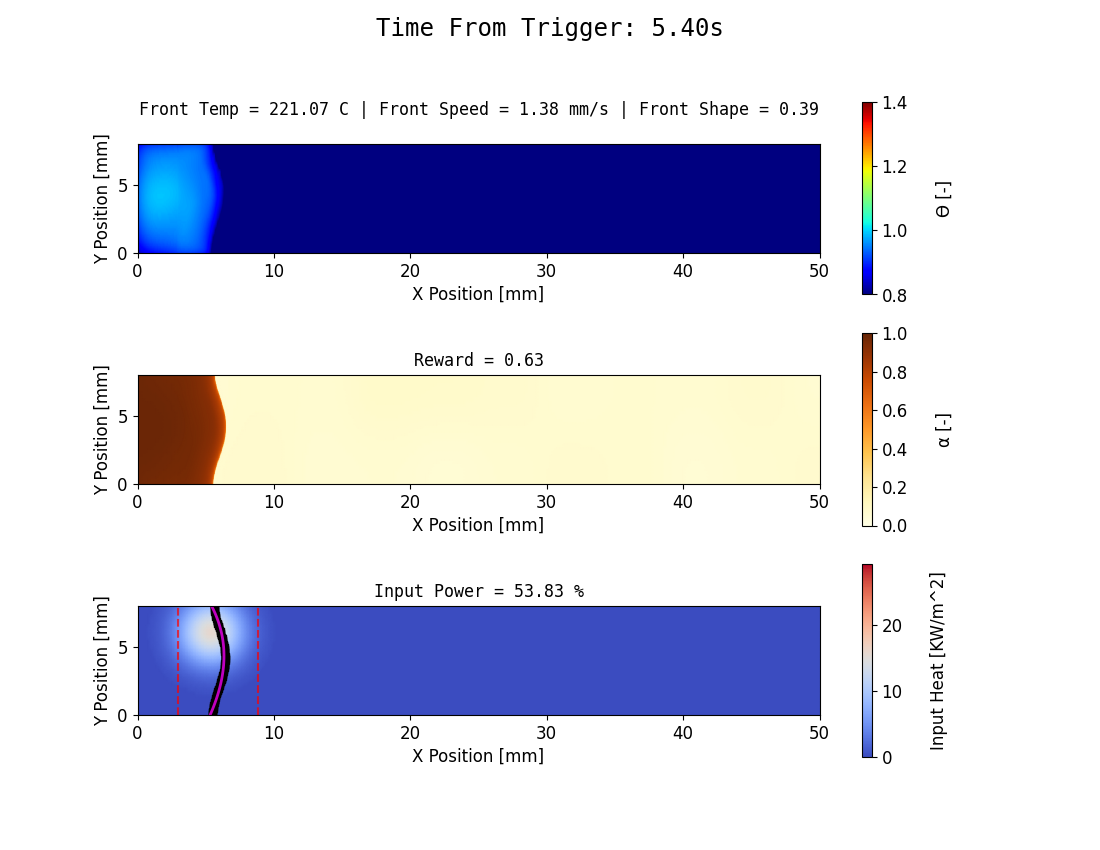 Time From Trigger: 5.40s
Front Temp = 221.07 C | Front Speed = 1.38 mm/s | Front Shape = 0.39
Y Position [mm]
5
0
0 10 20 30 40 50
X Position [mm]
1.4
1.2
1.0
0.8
Θ [-]
Reward = 0.63
Y Position [mm]
5
0
0 10 20 30 40 50
X Position [mm]
1.0
0.8
0.6
0.4
0.2
0.0
α [-]
Input Power = 53.83 %
Y Position [mm]
5
0
0 10 20 30 40 50
X Position [mm]
20
10
0
Input Heat [KW/m^2]